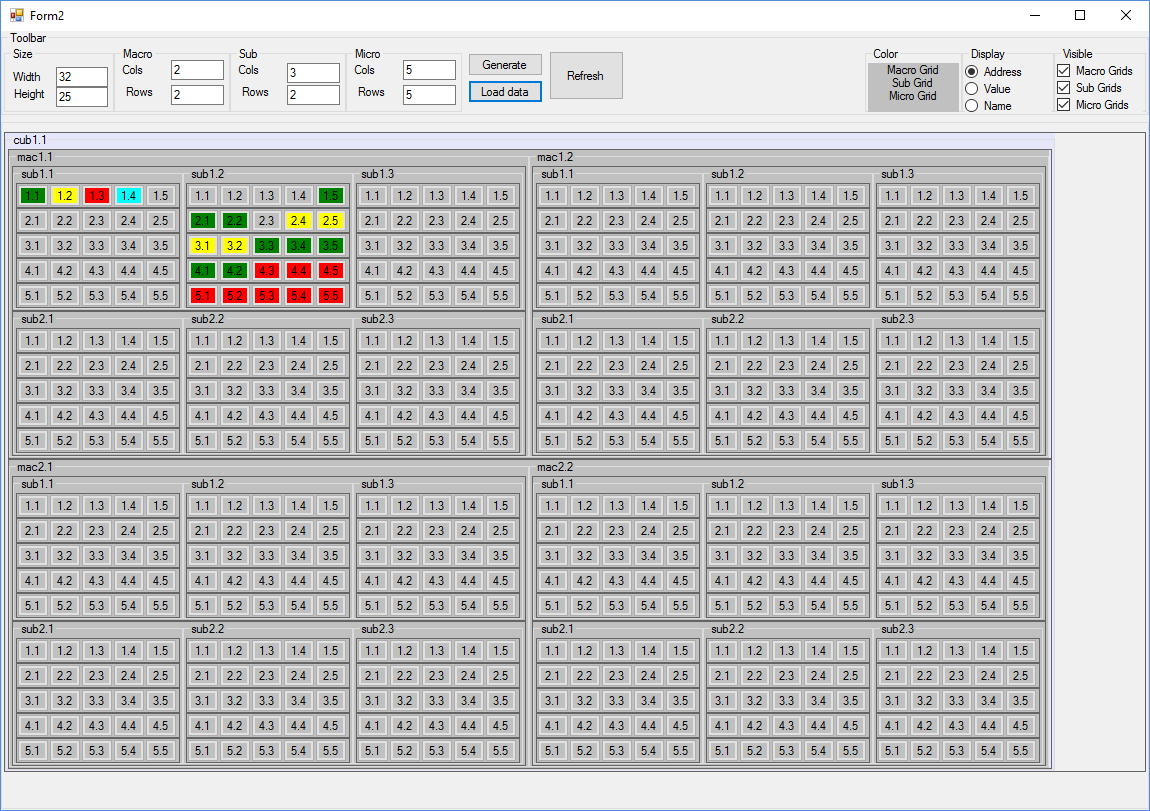 Form2
Toolbar
Size Macro Sub Micro Color Display Visible
Width 32 Cols 2 Cols 3 Cols 5 Generate Refresh Macro Grid Address Macro Grids
Height 25 Rows 2 Rows 2 Rows 5 Load data Sub Grid Value Sub Grids
Micro Grid Name Micro Grids
cub1.1
mac1.1 mac1.2
sub1.1 sub1.2 sub1.3 sub1.1 sub1.2 sub1.3
1.1 1.2 1.3 1.4 1.5 1.1 1.2 1.3 1.4 1.5 1.1 1.2 1.3 1.4 1.5 1.1 1.2 1.3 1.4 1.5 1.1 1.2 1.3 1.4 1.5 1.1 1.2 1.3 1.4 1.5
2.1 2.2 2.3 2.4 2.5 2.1 2.2 2.3 2.4 2.5 2.1 2.2 2.3 2.4 2.5 2.1 2.2 2.3 2.4 2.5 2.1 2.2 2.3 2.4 2.5 2.1 2.2 2.3 2.4 2.5
3.1 3.2 3.3 3.4 3.5 3.1 3.2 3.3 3.4 3.5 3.1 3.2 3.3 3.4 3.5 3.1 3.2 3.3 3.4 3.5 3.1 3.2 3.3 3.4 3.5 3.1 3.2 3.3 3.4 3.5
4.1 4.2 4.3 4.4 4.5 4.1 4.2 4.3 4.4 4.5 4.1 4.2 4.3 4.4 4.5 4.1 4.2 4.3 4.4 4.5 4.1 4.2 4.3 4.4 4.5 4.1 4.2 4.3 4.4 4.5
5.1 5.2 5.3 5.4 5.5 5.1 5.2 5.3 5.4 5.5 5.1 5.2 5.3 5.4 5.5 5.1 5.2 5.3 5.4 5.5 5.1 5.2 5.3 5.4 5.5 5.1 5.2 5.3 5.4 5.5
sub2.1 sub2.2 sub2.3 sub2.1 sub2.2 sub2.3
1.1 1.2 1.3 1.4 1.5 1.1 1.2 1.3 1.4 1.5 1.1 1.2 1.3 1.4 1.5 1.1 1.2 1.3 1.4 1.5 1.1 1.2 1.3 1.4 1.5 1.1 1.2 1.3 1.4 1.5
2.1 2.2 2.3 2.4 2.5 2.1 2.2 2.3 2.4 2.5 2.1 2.2 2.3 2.4 2.5 2.1 2.2 2.3 2.4 2.5 2.1 2.2 2.3 2.4 2.5 2.1 2.2 2.3 2.4 2.5
3.1 3.2 3.3 3.4 3.5 3.1 3.2 3.3 3.4 3.5 3.1 3.2 3.3 3.4 3.5 3.1 3.2 3.3 3.4 3.5 3.1 3.2 3.3 3.4 3.5 3.1 3.2 3.3 3.4 3.5
4.1 4.2 4.3 4.4 4.5 4.1 4.2 4.3 4.4 4.5 4.1 4.2 4.3 4.4 4.5 4.1 4.2 4.3 4.4 4.5 4.1 4.2 4.3 4.4 4.5 4.1 4.2 4.3 4.4 4.5
5.1 5.2 5.3 5.4 5.5 5.1 5.2 5.3 5.4 5.5 5.1 5.2 5.3 5.4 5.5 5.1 5.2 5.3 5.4 5.5 5.1 5.2 5.3 5.4 5.5 5.1 5.2 5.3 5.4 5.5
mac2.1 mac2.2
sub1.1 sub1.2 sub1.3 sub1.1 sub1.2 sub1.3
1.1 1.2 1.3 1.4 1.5 1.1 1.2 1.3 1.4 1.5 1.1 1.2 1.3 1.4 1.5 1.1 1.2 1.3 1.4 1.5 1.1 1.2 1.3 1.4 1.5 1.1 1.2 1.3 1.4 1.5
2.1 2.2 2.3 2.4 2.5 2.1 2.2 2.3 2.4 2.5 2.1 2.2 2.3 2.4 2.5 2.1 2.2 2.3 2.4 2.5 2.1 2.2 2.3 2.4 2.5 2.1 2.2 2.3 2.4 2.5
3.1 3.2 3.3 3.4 3.5 3.1 3.2 3.3 3.4 3.5 3.1 3.2 3.3 3.4 3.5 3.1 3.2 3.3 3.4 3.5 3.1 3.2 3.3 3.4 3.5 3.1 3.2 3.3 3.4 3.5
4.1 4.2 4.3 4.4 4.5 4.1 4.2 4.3 4.4 4.5 4.1 4.2 4.3 4.4 4.5 4.1 4.2 4.3 4.4 4.5 4.1 4.2 4.3 4.4 4.5 4.1 4.2 4.3 4.4 4.5
5.1 5.2 5.3 5.4 5.5 5.1 5.2 5.3 5.4 5.5 5.1 5.2 5.3 5.4 5.5 5.1 5.2 5.3 5.4 5.5 5.1 5.2 5.3 5.4 5.5 5.1 5.2 5.3 5.4 5.5
sub2.1 sub2.2 sub2.3 sub2.1 sub2.2 sub2.3
1.1 1.2 1.3 1.4 1.5 1.1 1.2 1.3 1.4 1.5 1.1 1.2 1.3 1.4 1.5 1.1 1.2 1.3 1.4 1.5 1.1 1.2 1.3 1.4 1.5 1.1 1.2 1.3 1.4 1.5
2.1 2.2 2.3 2.4 2.5 2.1 2.2 2.3 2.4 2.5 2.1 2.2 2.3 2.4 2.5 2.1 2.2 2.3 2.4 2.5 2.1 2.2 2.3 2.4 2.5 2.1 2.2 2.3 2.4 2.5
3.1 3.2 3.3 3.4 3.5 3.1 3.2 3.3 3.4 3.5 3.1 3.2 3.3 3.4 3.5 3.1 3.2 3.3 3.4 3.5 3.1 3.2 3.3 3.4 3.5 3.1 3.2 3.3 3.4 3.5
4.1 4.2 4.3 4.4 4.5 4.1 4.2 4.3 4.4 4.5 4.1 4.2 4.3 4.4 4.5 4.1 4.2 4.3 4.4 4.5 4.1 4.2 4.3 4.4 4.5 4.1 4.2 4.3 4.4 4.5
5.1 5.2 5.3 5.4 5.5 5.1 5.2 5.3 5.4 5.5 5.1 5.2 5.3 5.4 5.5 5.1 5.2 5.3 5.4 5.5 5.1 5.2 5.3 5.4 5.5 5.1 5.2 5.3 5.4 5.5